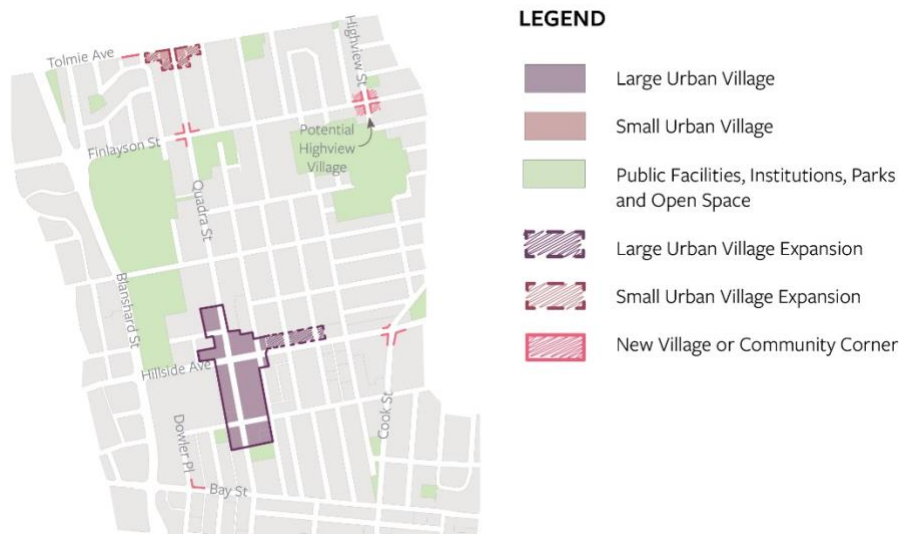 LEGEND
Large Urban Village
Small Urban Village
Public Facilities, Institutions, Parks
and Open Space
Large Urban Village Expansion
Small Urban Village Expansion
New Village or Community Corner
Tolmie Ave
Highview St
Potential
Highview
Village
Finlayson St
Quadra St
Blanshard St
Hillside Ave
Cook St
Dowler Pl
Bay St